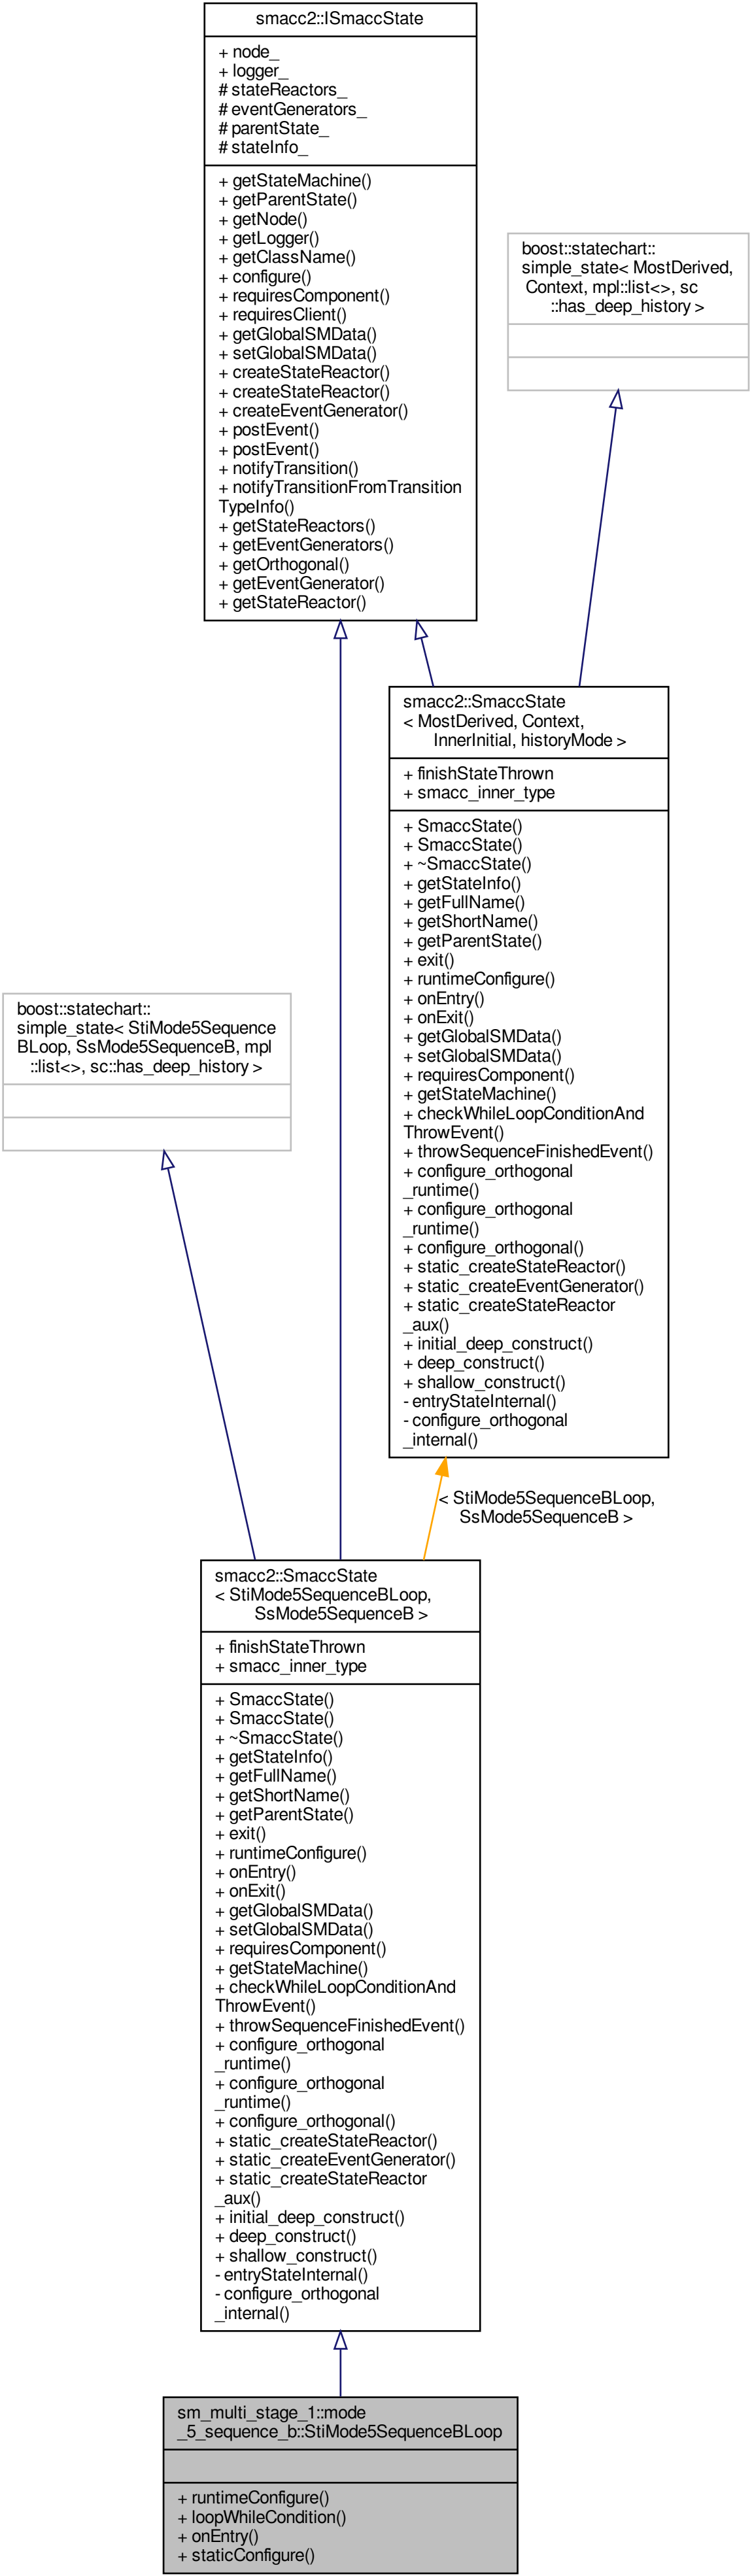 smacc2::ISmaccState
+ node_
+ logger_
# stateReactors_
# eventGenerators_
# parentState_
# stateInfo_
+ getStateMachine()
+ getParentState()
+ getNode()
+ getLogger()
+ getClassName()
+ configure()
+ requiresComponent()
+ requiresClient()
+ getGlobalSMData()
+ setGlobalSMData()
+ createStateReactor()
+ createStateReactor()
+ createEventGenerator()
+ postEvent()
+ postEvent()
+ notifyTransition()
+ notifyTransitionFromTransition
TypeInfo()
+ getStateReactors()
+ getEventGenerators()
+ getOrthogonal()
+ getEventGenerator()
+ getStateReactor()
boost::statechart::
simple_state< MostDerived,
Context, mpl::list<>, sc
::has_deep_history >
smacc2::SmaccState
< MostDerived, Context,
InnerInitial, historyMode >
+ finishStateThrown
+ smacc_inner_type
+ SmaccState()
+ SmaccState()
+ ~SmaccState()
+ getStateInfo()
+ getFullName()
+ getShortName()
+ getParentState()
+ exit()
+ runtimeConfigure()
+ onEntry()
+ onExit()
+ getGlobalSMData()
+ setGlobalSMData()
+ requiresComponent()
+ getStateMachine()
+ checkWhileLoopConditionAnd
ThrowEvent()
+ throwSequenceFinishedEvent()
+ configure_orthogonal
_runtime()
+ configure_orthogonal
_runtime()
+ configure_orthogonal()
+ static_createStateReactor()
+ static_createEventGenerator()
+ static_createStateReactor
_aux()
+ initial_deep_construct()
+ deep_construct()
+ shallow_construct()
- entryStateInternal()
- configure_orthogonal
_internal()
boost::statechart::
simple_state< StiMode5Sequence
BLoop, SsMode5SequenceB, mpl
::list<>, sc::has_deep_history >
< StiMode5SequenceBLoop,
SsMode5SequenceB >
smacc2::SmaccState
< StiMode5SequenceBLoop,
SsMode5SequenceB >
+ finishStateThrown
+ smacc_inner_type
+ SmaccState()
+ SmaccState()
+ ~SmaccState()
+ getStateInfo()
+ getFullName()
+ getShortName()
+ getParentState()
+ exit()
+ runtimeConfigure()
+ onEntry()
+ onExit()
+ getGlobalSMData()
+ setGlobalSMData()
+ requiresComponent()
+ getStateMachine()
+ checkWhileLoopConditionAnd
ThrowEvent()
+ throwSequenceFinishedEvent()
+ configure_orthogonal
_runtime()
+ configure_orthogonal
_runtime()
+ configure_orthogonal()
+ static_createStateReactor()
+ static_createEventGenerator()
+ static_createStateReactor
_aux()
+ initial_deep_construct()
+ deep_construct()
+ shallow_construct()
- entryStateInternal()
- configure_orthogonal
_internal()
sm_multi_stage_1::mode
_5_sequence_b::StiMode5SequenceBLoop
+ runtimeConfigure()
+ loopWhileCondition()
+ onEntry()
+ staticConfigure()